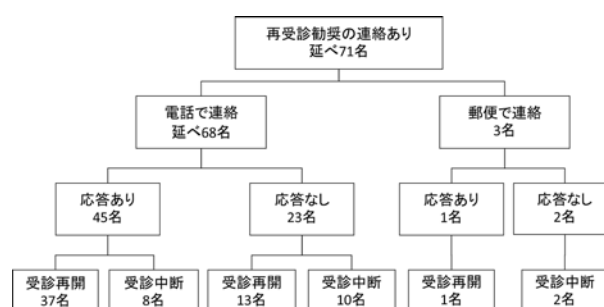 再受診勧奨の連絡あり
延べ71名
電話で連絡
延べ68名
郵便で連絡
3名
応答あり
45名
応答なし
23名
応答あり
1名
応答なし
2名
受診再開
37名
受診中断
8名
受診再開
13名
受診中断
10名
受診再開
1名
受診中断
2名